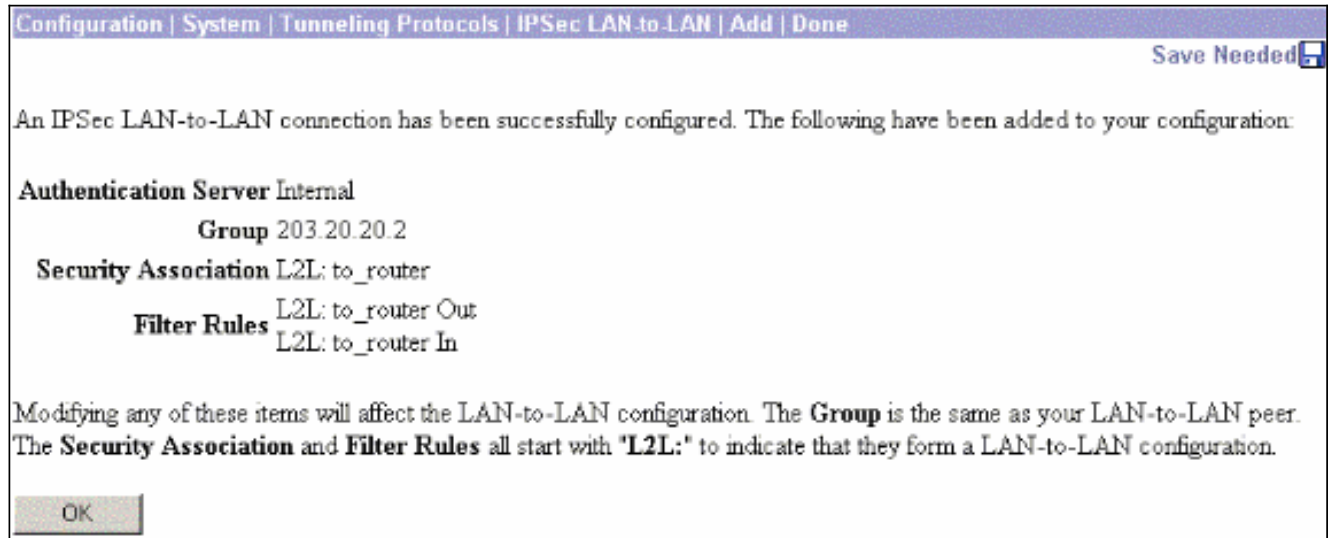 Configuration | System | Tunneling Protocols | IPSec LAN-to-LAN | Add | Done
Save Needed
An IPSec LAN-to-LAN connection has been successfully configured. The following have been added to your configuration:
Authentication Server Internal
Group 203.20.20.2
Security Association L2L: to_router
Filter Rules L2L: to_router Out
L2L: to_router In
Modifying any of these items will affect the LAN-to-LAN configuration. The Group is the same as your LAN-to-LAN peer.
The Security Association and Filter Rules all start with "L2L:" to indicate that they form a LAN-to-LAN configuration.
OK